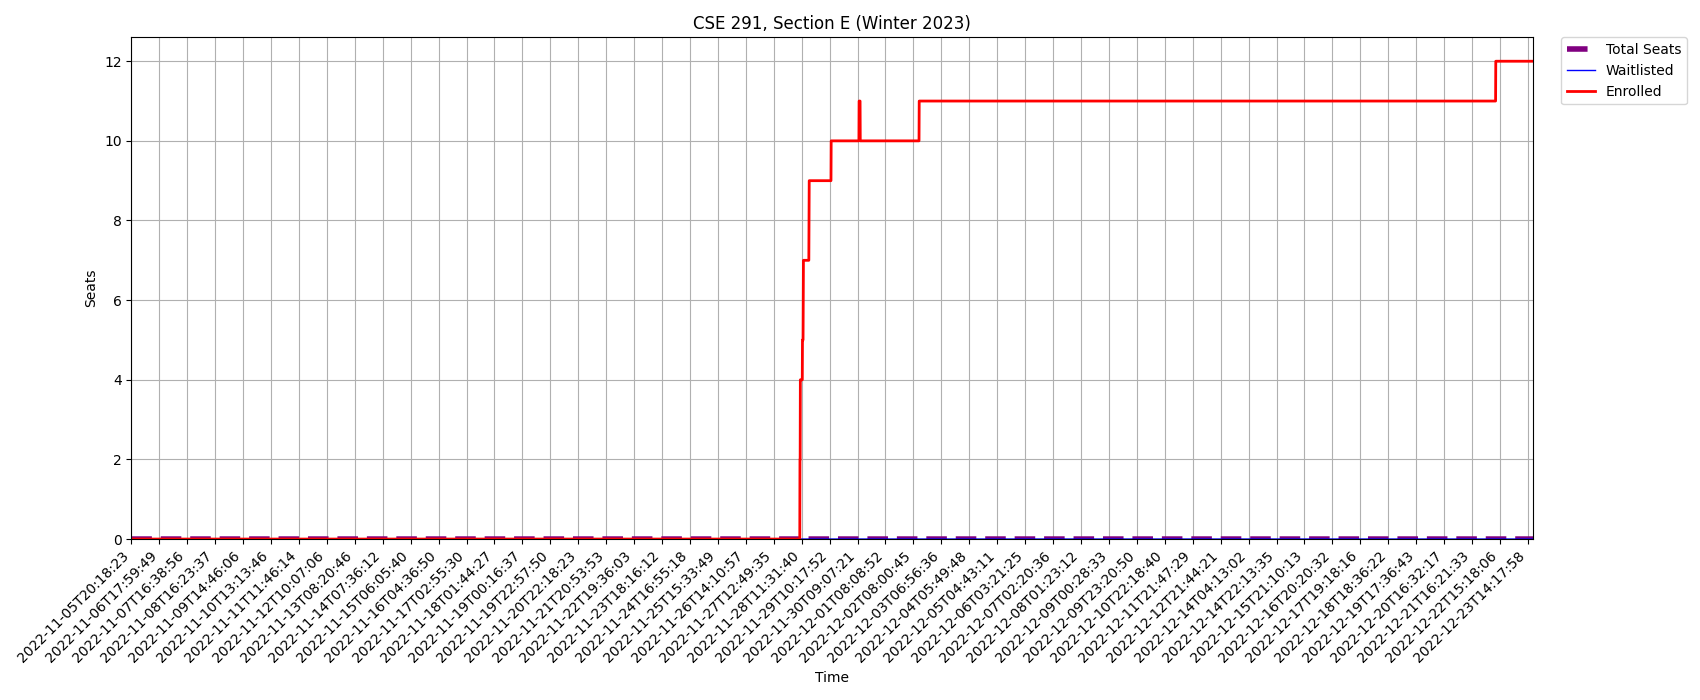 CSE 291, Section E (Winter 2023)
Total Seats
Waitlisted
Enrolled
12
10
8
6
4
2
0
Seats
2022-11-05T20:18:23
2022-11-06T17:59:49
2022-11-07T16:38:56
2022-11-08T16:23:37
2022-11-09T14:46:06
2022-11-10T13:13:46
2022-11-11T11:46:14
2022-11-12T10:07:06
2022-11-13T08:20:46
2022-11-14T07:36:12
2022-11-15T06:05:40
2022-11-16T04:36:50
2022-11-17T02:55:30
2022-11-18T01:44:27
2022-11-19T00:16:37
2022-11-19T22:57:50
2022-11-20T22:18:23
2022-11-21T20:53:53
2022-11-22T19:36:03
2022-11-23T18:16:12
2022-11-24T16:55:18
2022-11-25T15:33:49
2022-11-26T14:10:57
2022-11-27T12:49:35
2022-11-28T11:31:40
2022-11-29T10:17:52
2022-11-30T09:07:21
2022-12-01T08:08:52
2022-12-02T08:00:45
2022-12-03T06:56:36
2022-12-04T05:49:48
2022-12-05T04:43:11
2022-12-06T03:21:25
2022-12-07T02:20:36
2022-12-08T01:23:12
2022-12-09T00:28:33
2022-12-09T23:20:50
2022-12-10T22:18:40
2022-12-11T21:47:29
2022-12-12T21:44:21
2022-12-14T04:13:02
2022-12-14T22:13:35
2022-12-15T21:10:13
2022-12-16T20:20:32
2022-12-17T19:18:16
2022-12-18T18:36:22
2022-12-19T17:36:43
2022-12-20T16:32:17
2022-12-21T16:21:33
2022-12-22T15:18:06
2022-12-23T14:17:58
Time